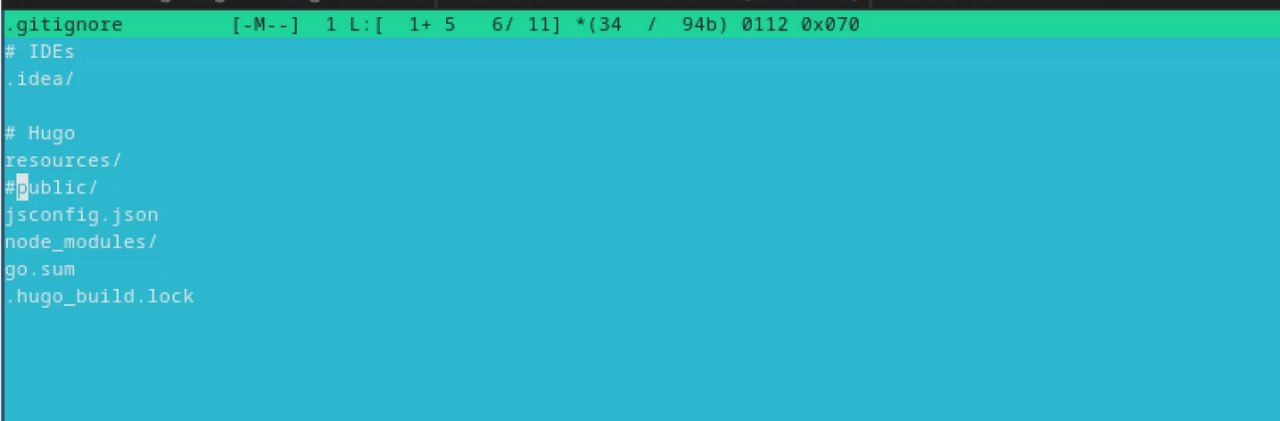 .gitignore [-M--] 1 L:[ 1+ 5 6/ 11] *(34 / 94b) 0112 0x070
# IDEs
.idea/

# Hugo
resources/
#public/
jsconfig.json
node_modules/
go.sum
.hugo_build.lock